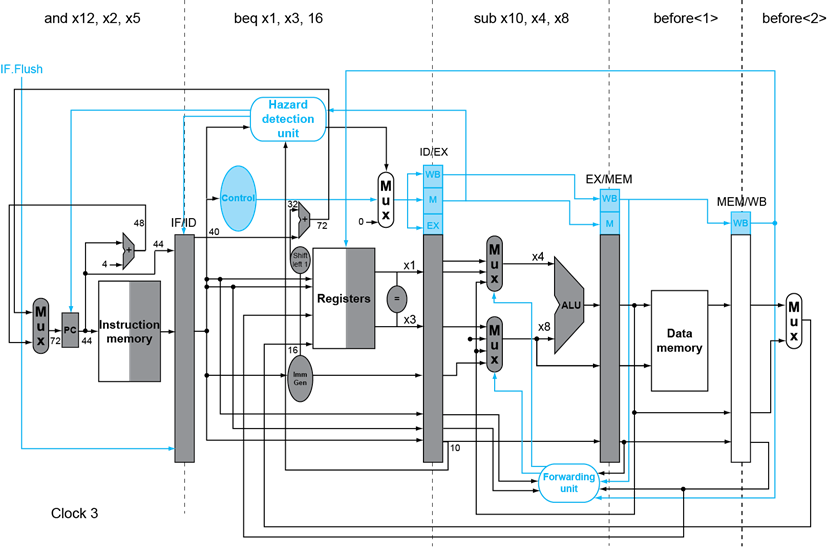 and x12, x2, x5
beq x1, x3, 16
sub x10, x4, x8
before<1>
before<2>
IF.Flush
Hazard
detection
unit
ID/EX
EX/MEM
MEM/WB
IF/ID
Control
Mux
0
WB
M
EX
WB
M
WB
48
4
+
44
40
32
+
72
Shift
left 1
Registers
x1
=
x3
Mux
Mux
x4
x8
ALU
Data
memory
Mux
Mux
72
PC
44
Instruction
memory
16
Imm
Gen
10
Forwarding
unit
Clock 3